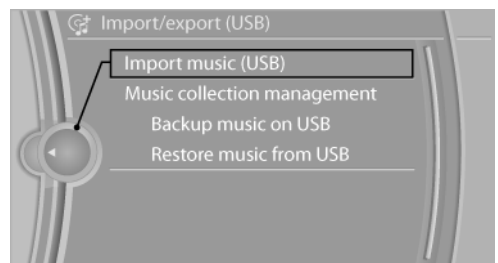 Import/export (USB)
Import music (USB)
Music collection management
Backup music on USB
Restore music from USB